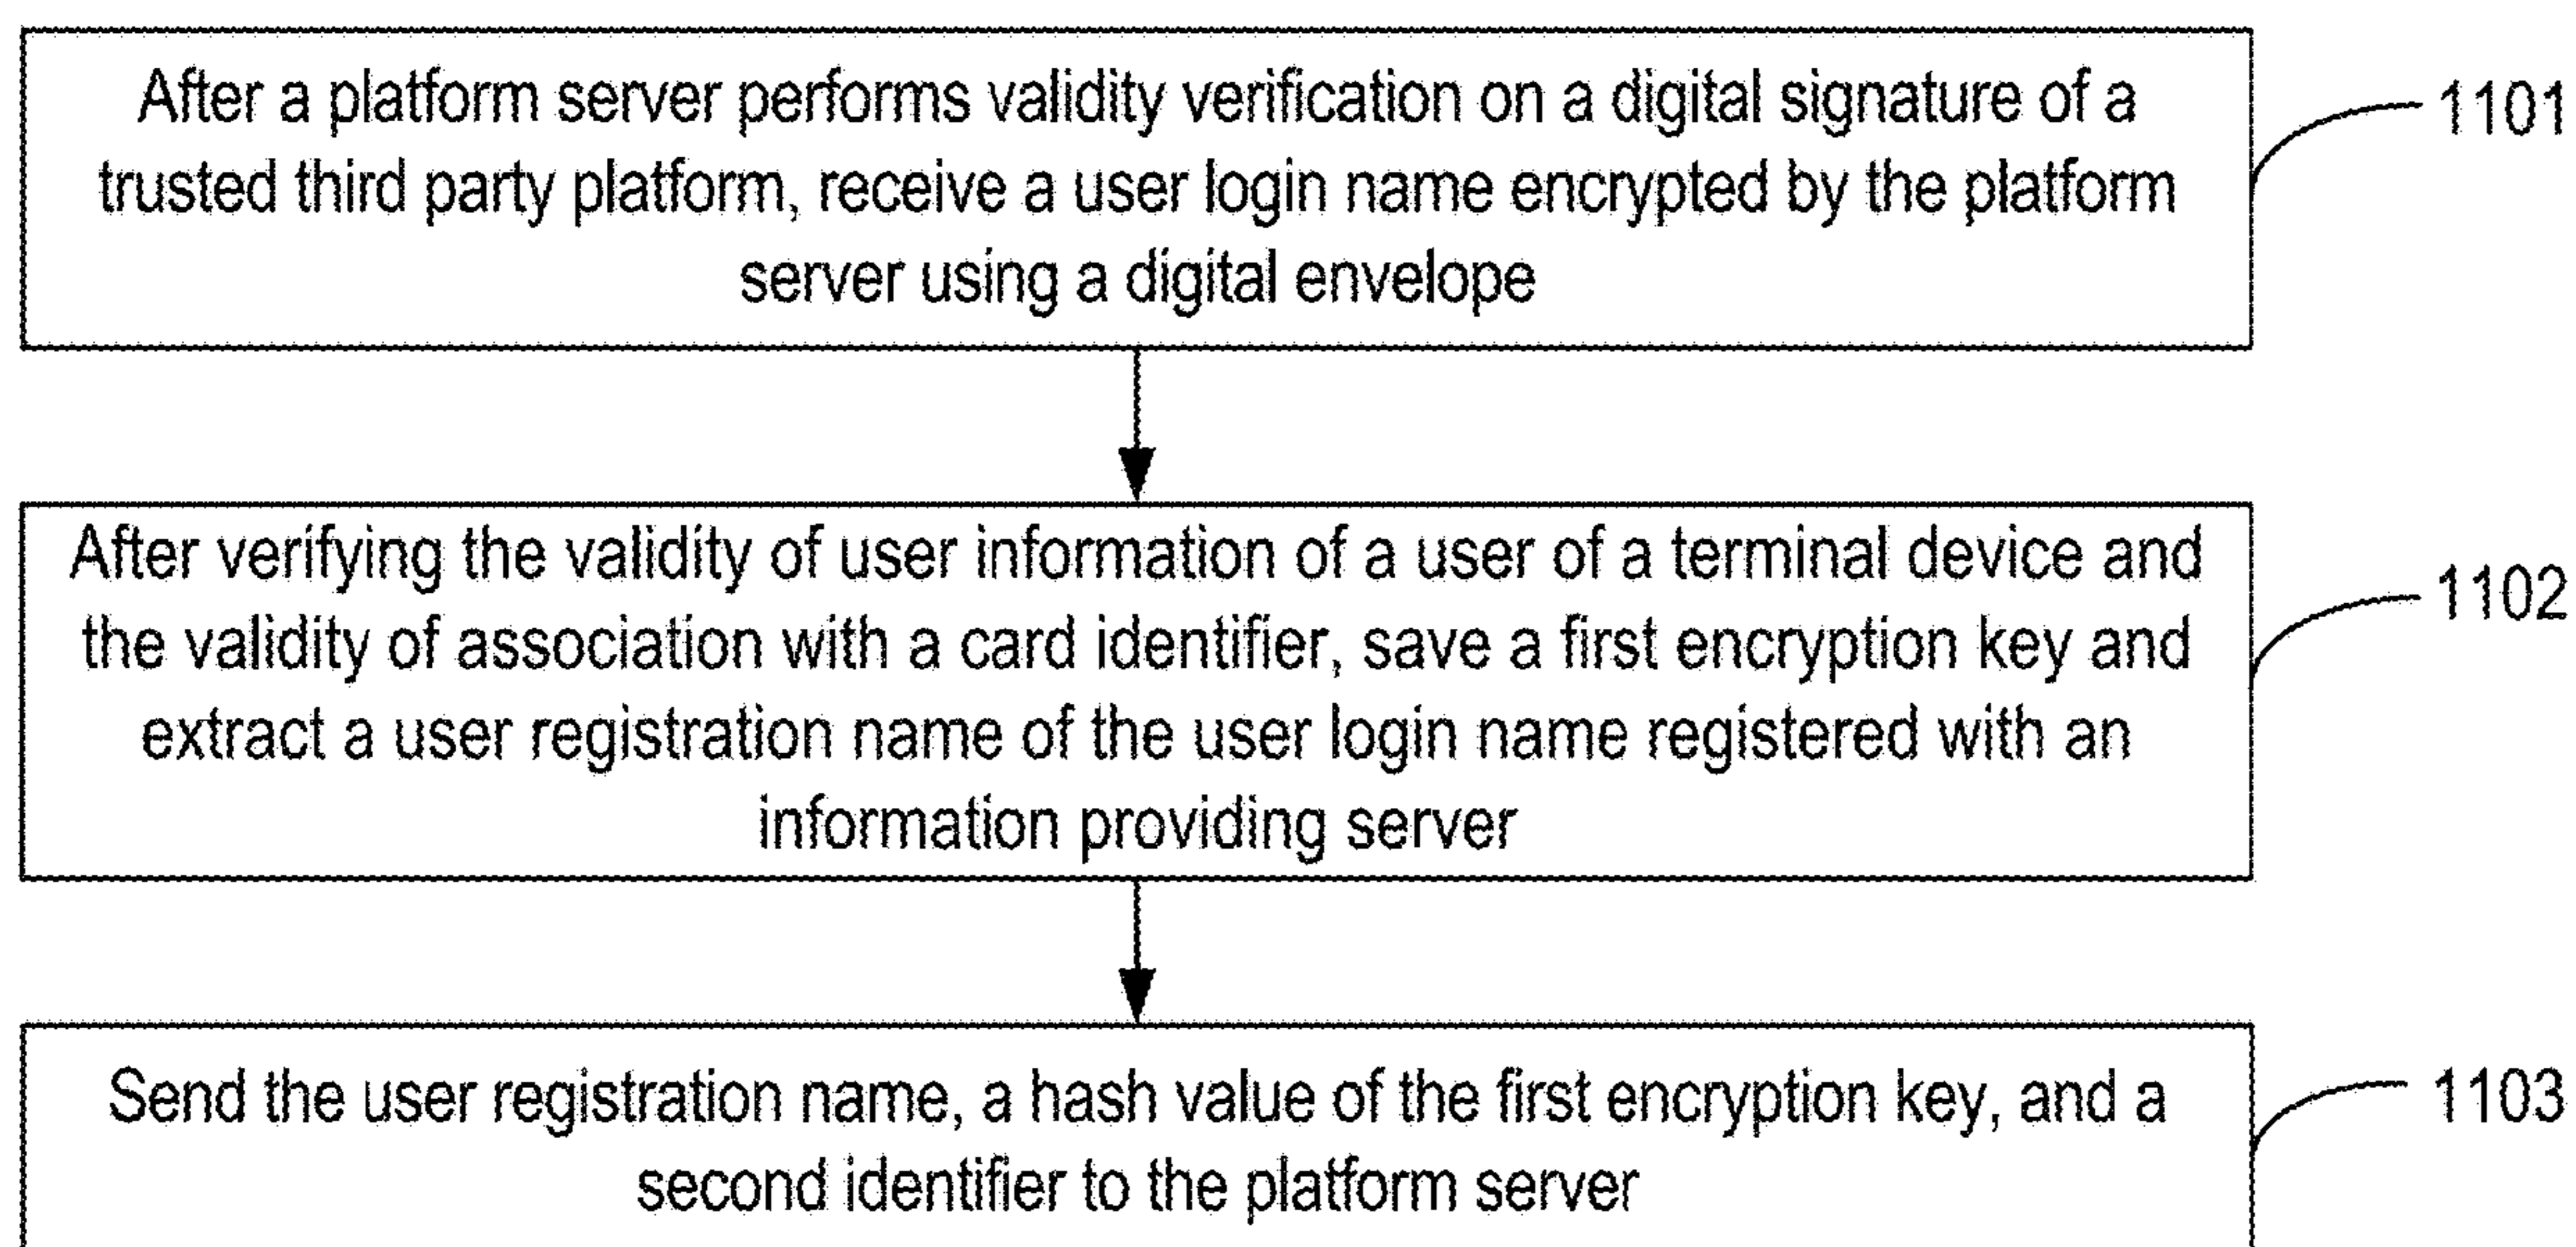 After a platform server performs validity verification on a digital signature of a
trusted third party platform, receive a user login name encrypted by the platform
server using a digital envelope
1101
After verifying the validity of user information of a user of a terminal device and
the validity of association with a card identifier, save a first encryption key and
extract a user registration name of the user login name registered with an
information providing server
1102
Send the user registration name, a hash value of the first encryption key, and a
second identifier to the platform server
1103